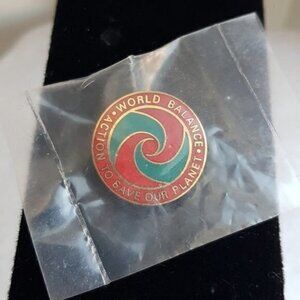 • WORLD BALANCE •
ACTION TO SAVE OUR PLANET